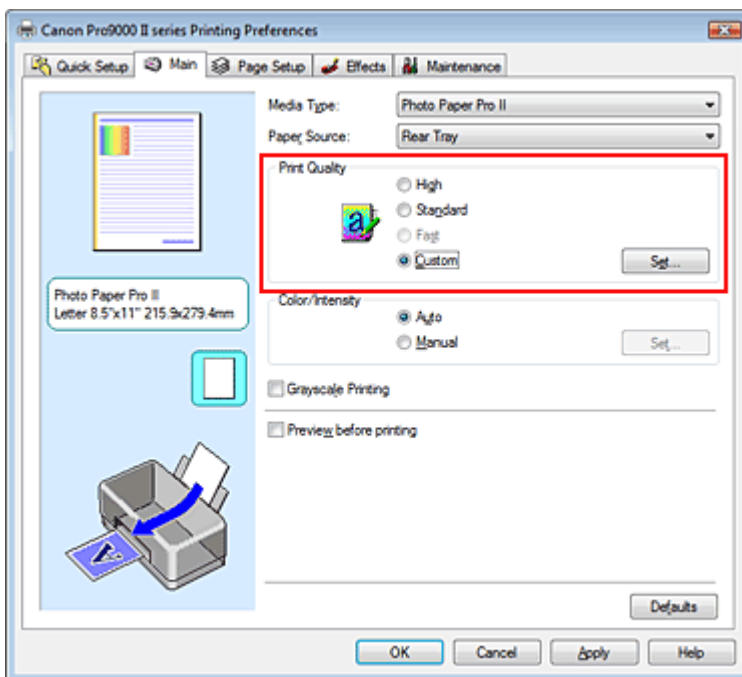 Canon Pro9000 II series Printing Preferences
Quick Setup Main Page Setup Effects Maintenance
Media Type: Photo Paper Pro II
Paper Source: Rear Tray
Print Quality
High
a Standard
Fast
Custom Set...
Photo Paper Pro II
Letter 8.5"x11" 215.9x279.4mm
Color/Intensity
Auto
Manual Set...
Grayscale Printing
Preview before printing
A
Defaults
OK Cancel Apply Help